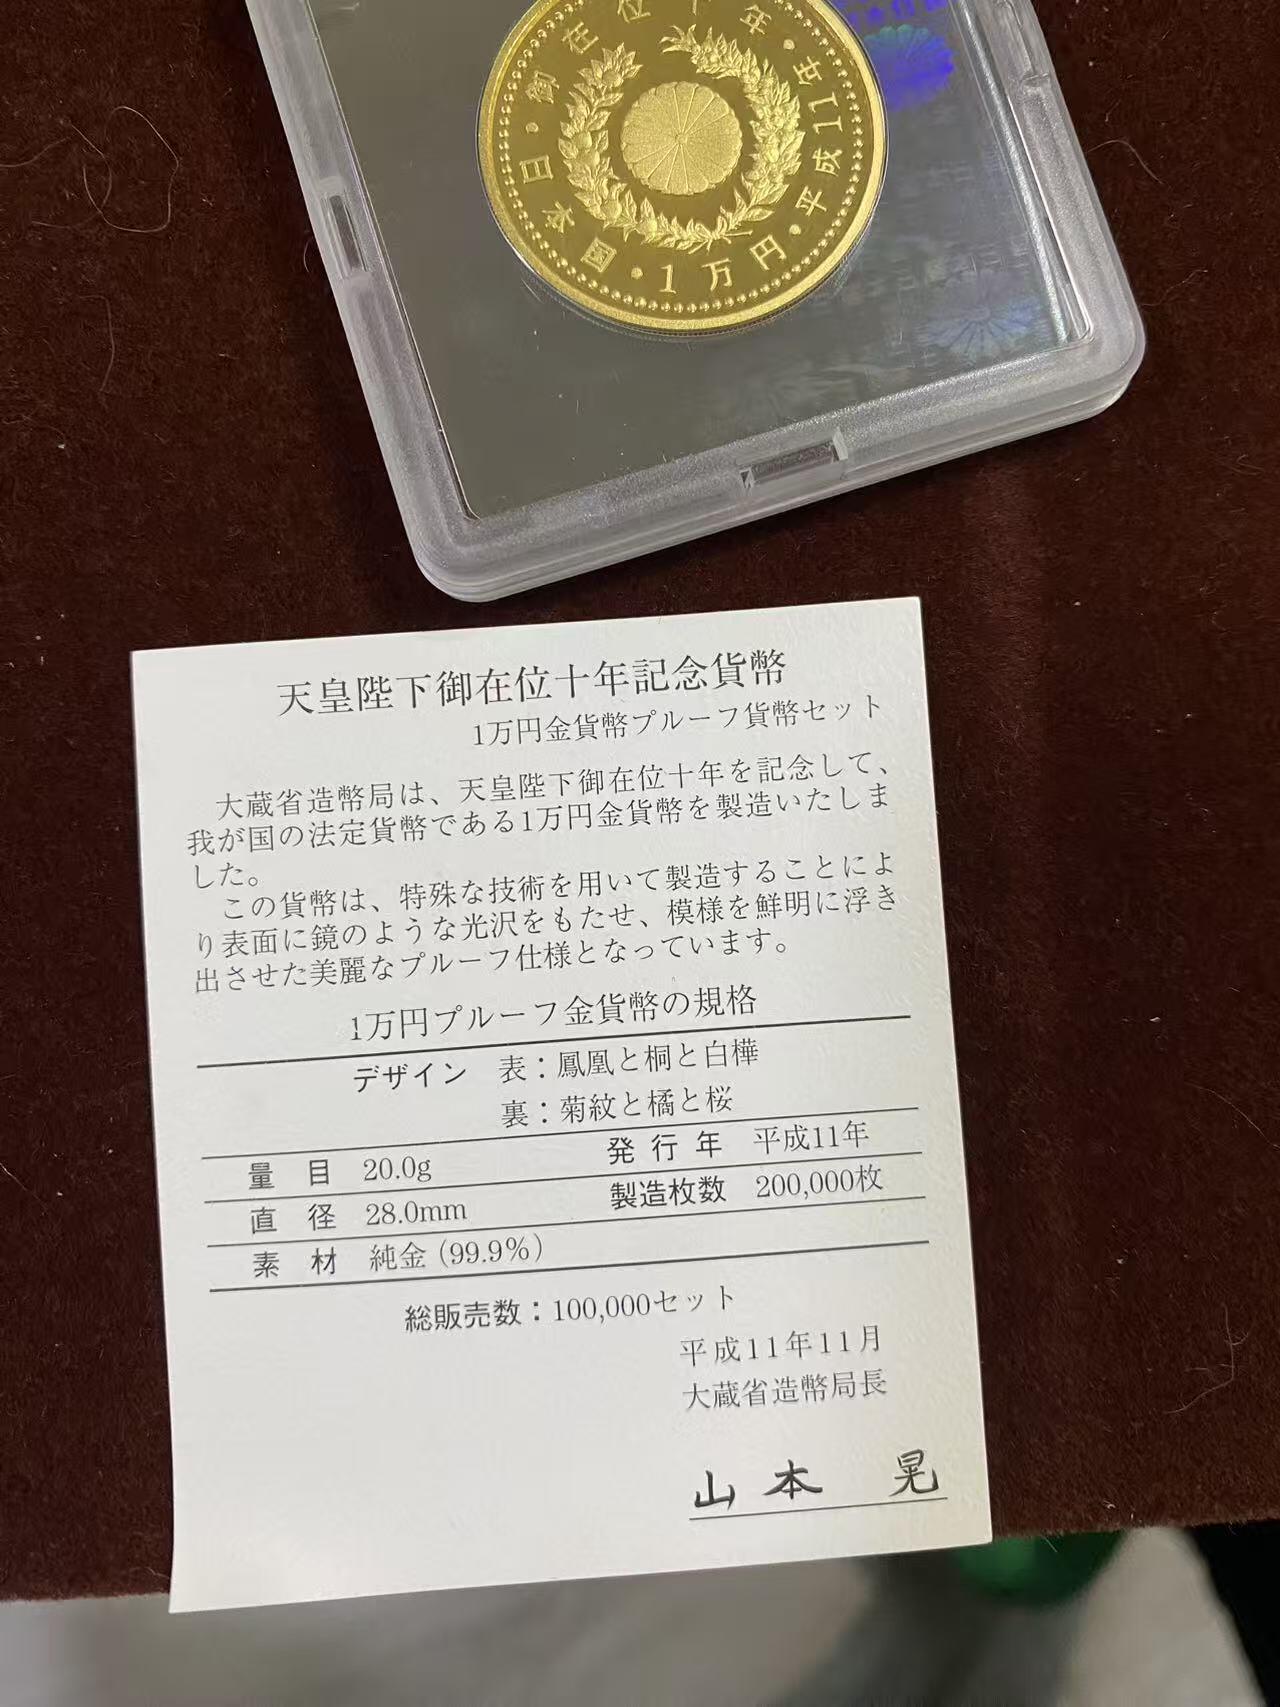 日本国・御在位十年・平成11年・1万円・
天皇陛下御在位十年記念貨幣
1万円金貨幣プルーフ貨幣セット
大蔵省造幣局は、天皇陛下御在位十年を記念して、
我が国の法定貨幣である1万円金貨幣を製造いたしま
した。
この貨幣は、特殊な技術を用いて製造することによ
り表面に鏡のような光沢をもたせ、模様を鮮明に浮き
出させた美麗なプルーフ仕様となっています。
1万円プルーフ金貨幣の規格
デザイン 表：鳳凰と桐と白樺
裏：菊紋と橘と桜
量目 20.0g 発行年 平成11年
直径 28.0mm 製造枚数 200,000枚
素材 純金（99.9%）
総販売数：100,000セット
平成11年11月
大蔵省造幣局長
山本 晃